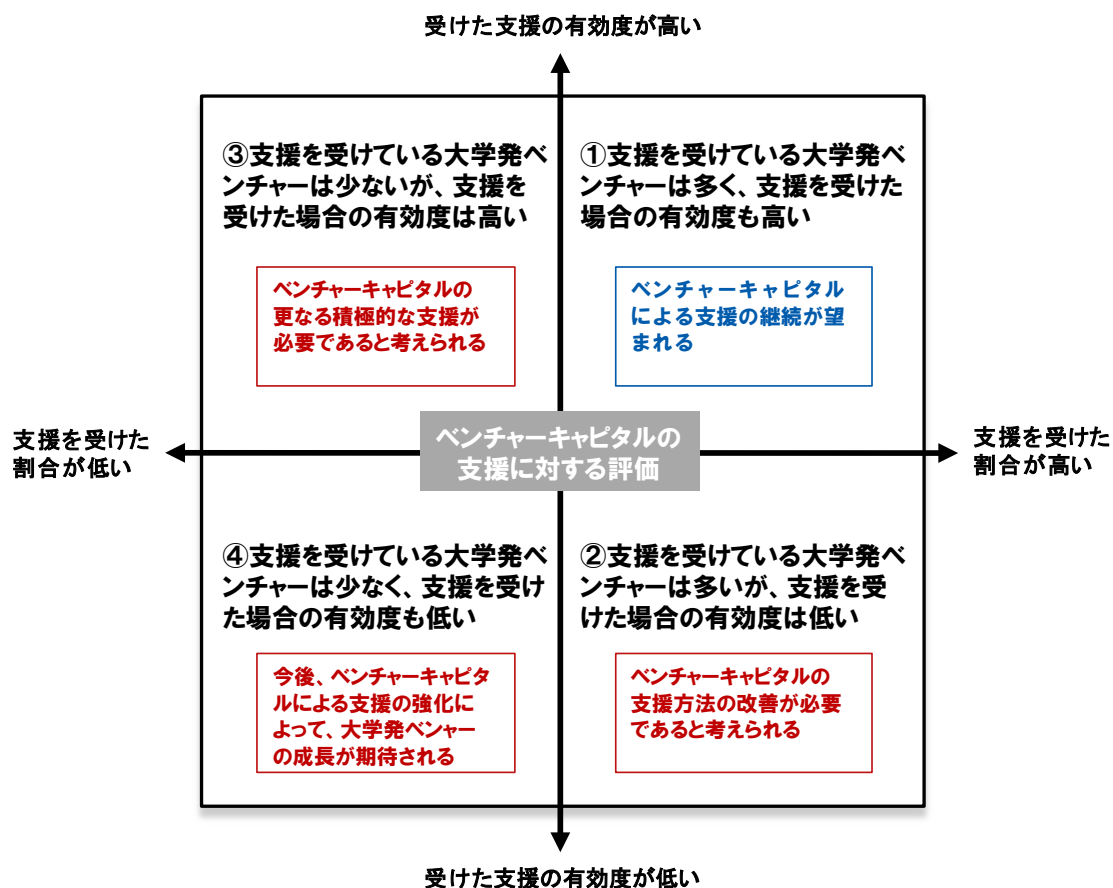 受けた支援の有効度が高い
③支援を受けている大学発ベ
ンチャーは少ないが、支援を
受けた場合の有効度は高い
ベンチャーキャピタルの
更なる積極的な支援が
必要であると考えられる
①支援を受けている大学発ベ
ンチャーは多く、支援を受けた
場合の有効度も高い
ベンチャーキャピタル
による支援の継続が望
まれる
支援を受けた
割合が低い
ベンチャーキャピタルの
支援に対する評価
支援を受けた
割合が高い
④支援を受けている大学発ベ
ンチャーは少なく、支援を受け
た場合の有効度も低い
今後、ベンチャーキャピタ
ルによる支援の強化に
よって、大学発ベンャー
の成長が期待される
②支援を受けている大学発ベ
ンチャーは多いが、支援を受
けた場合の有効度は低い
ベンチャーキャピタルの
支援方法の改善が必要
であると考えられる
受けた支援の有効度が低い